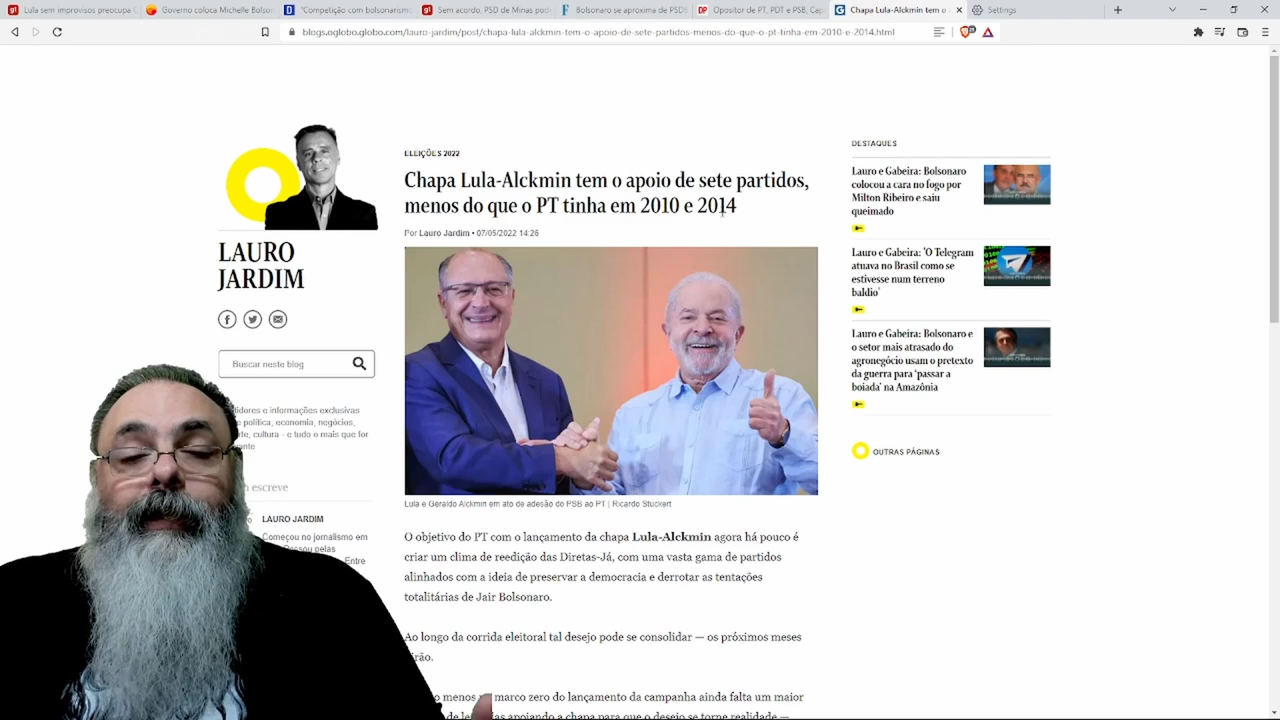 Lula sem improvisos preocupa
Governo coloca Michelle Bolson
"Competição com bolsonarism
Sem acordo, PSD de Minas pod
Bolsonaro se aproxima de PSDB
Opositor de PT, PDT e PSB, Cap
Chapa Lula-Alckmin tem o
Settings
blogs.oglobo.globo.com/lauro-jardim/post/chapa-lula-alckmin-tem-o-apoio-de-sete-partidos-menos-do-que-o-pt-tinha-em-2010-e-2014.html
LAURO
JARDIM
Buscar neste blog
e informações exclusivas
política, economia, negócios,
cultura - e tudo o mais que for
escreve
LAURO JARDIM
Começou no jornalismo em
pelas
Entre
ELEIÇÕES 2022
Chapa Lula-Alckmin tem o apoio de sete partidos,
menos do que o PT tinha em 2010 e 2014
Por Lauro Jardim • 07/05/2022 14:26
Lula e Geraldo Alckmin em ato de adesão do PSB ao PT | Ricardo Stuckert
O objetivo do PT com o lançamento da chapa Lula-Alckmin agora há pouco é
criar um clima de reedição das Diretas-Já, com uma vasta gama de partidos
alinhados com a ideia de preservar a democracia e derrotar as tentações
totalitárias de Jair Bolsonaro.
Ao longo da corrida eleitoral tal desejo pode se consolidar — os próximos meses
menos marco zero do lançamento da campanha ainda falta um maior
apoiando a chapa para que o desejo se torne realidade —
DESTAQUES
Lauro e Gabeira: Bolsonaro
colocou a cara no fogo por
Milton Ribeiro e saiu
queimado
Lauro e Gabeira: 'O Telegram
atuava no Brasil como se
estivesse num terreno
baldio'
Lauro e Gabeira: Bolsonaro e
o setor mais atrasado do
agronegócio usam o pretexto
da guerra para 'passar a
boiada' na Amazônia
OUTRAS PÁGINAS